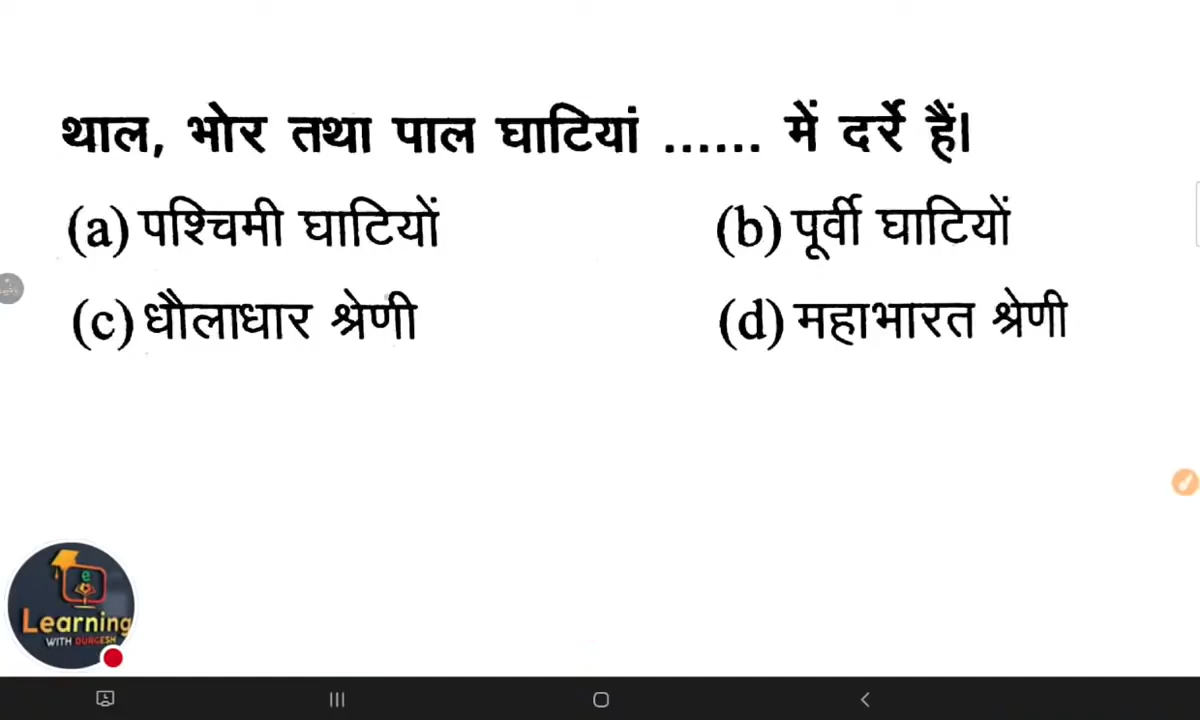 थाल, भोर तथा पाल घाटियां ...... में दर्रे हैं।
(a) पश्चिमी घाटियों (b) पूर्वी घाटियों
(c) धौलाधार श्रेणी (d) महाभारत श्रेणी
e
Learning
WITH DURGESH